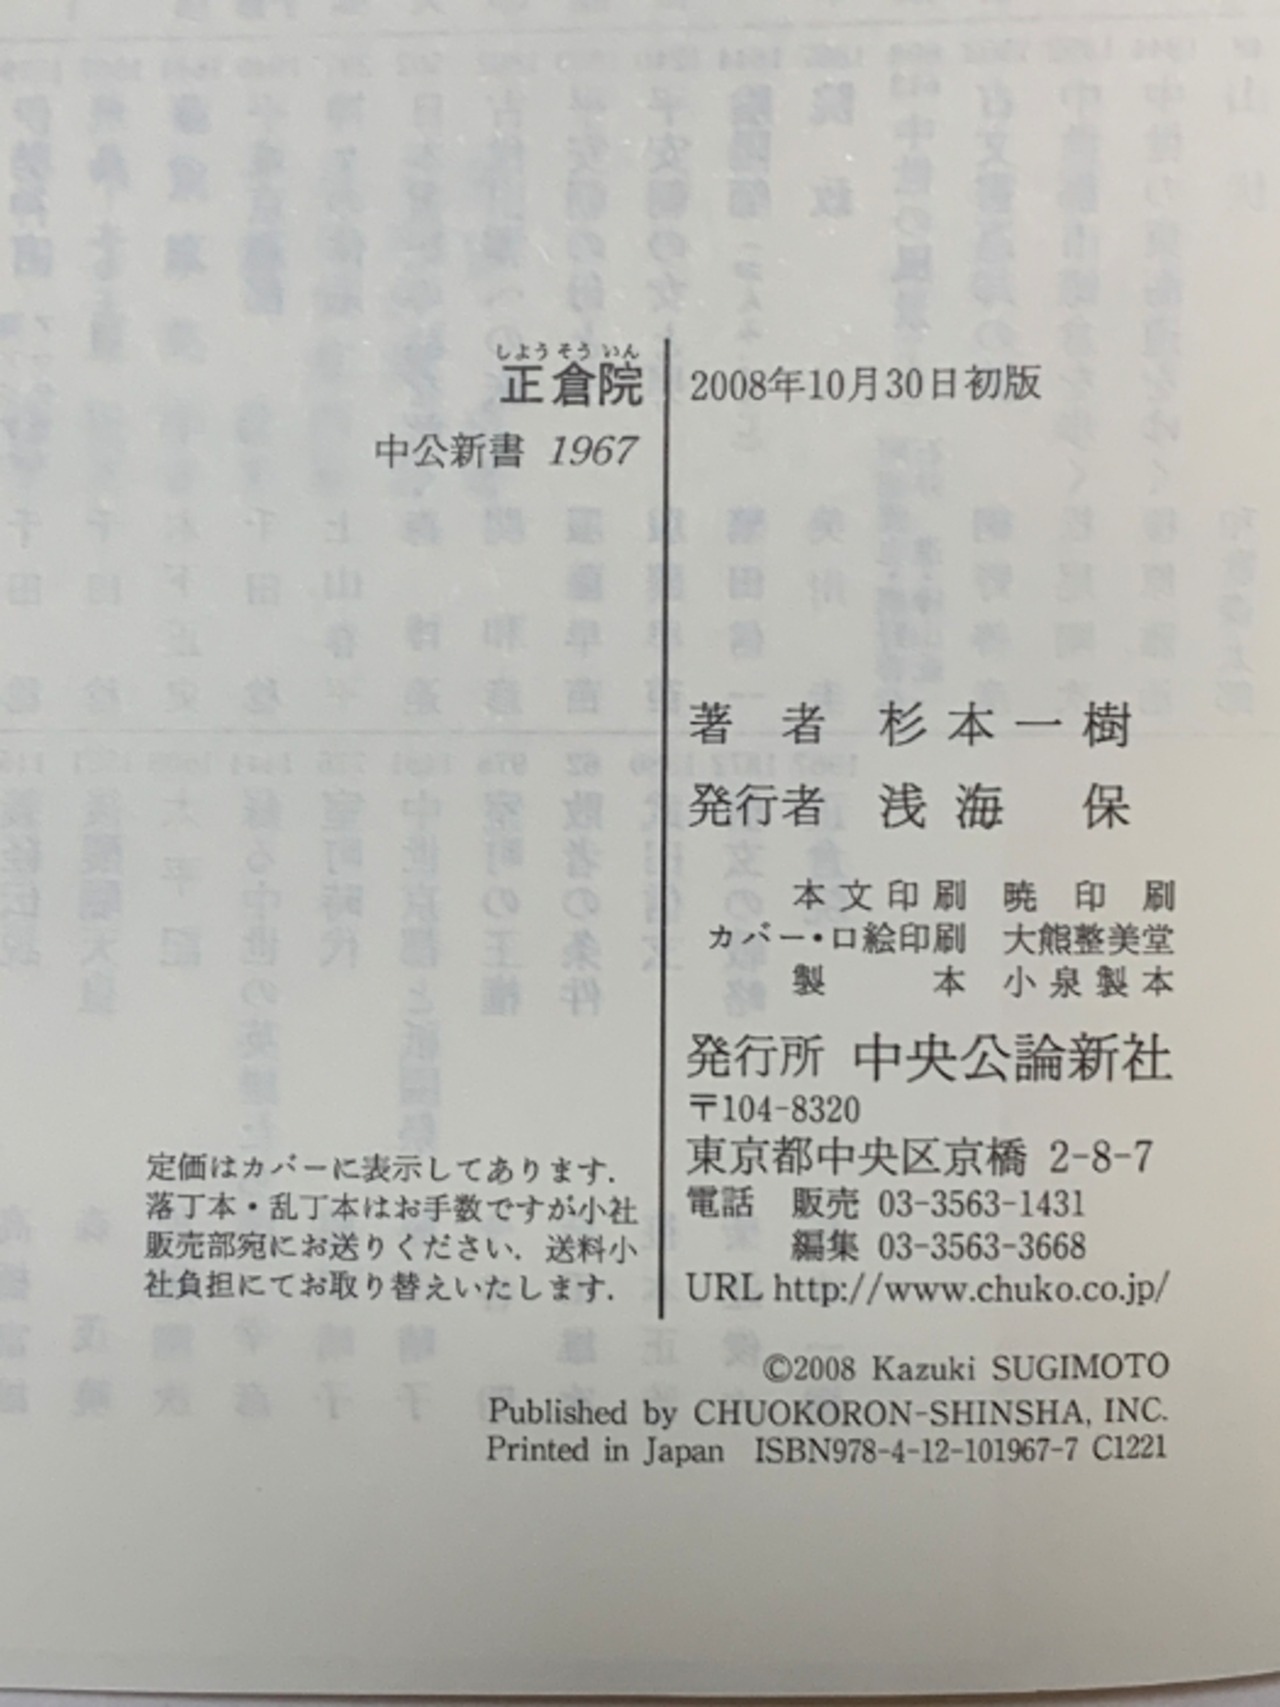 しようそういん
正倉院
中公新書 1967
2008年10月30日初版
著者 杉本一樹
発行者 浅海 保
本文印刷 暁印刷
カバー・口絵印刷 大熊整美堂
製本 小泉製本
発行所 中央公論新社
〒104-8320
東京都中央区京橋 2-8-7
電話 販売 03-3563-1431
編集 03-3563-3668
URL http://www.chuko.co.jp/
定価はカバーに表示してあります.
落丁本・乱丁本はお手数ですが小社
販売部宛にお送りください. 送料小
社負担にてお取り替えいたします.
©2008 Kazuki SUGIMOTO
Published by CHUOKORON-SHINSHA, INC.
Printed in Japan ISBN978-4-12-101967-7 C1221